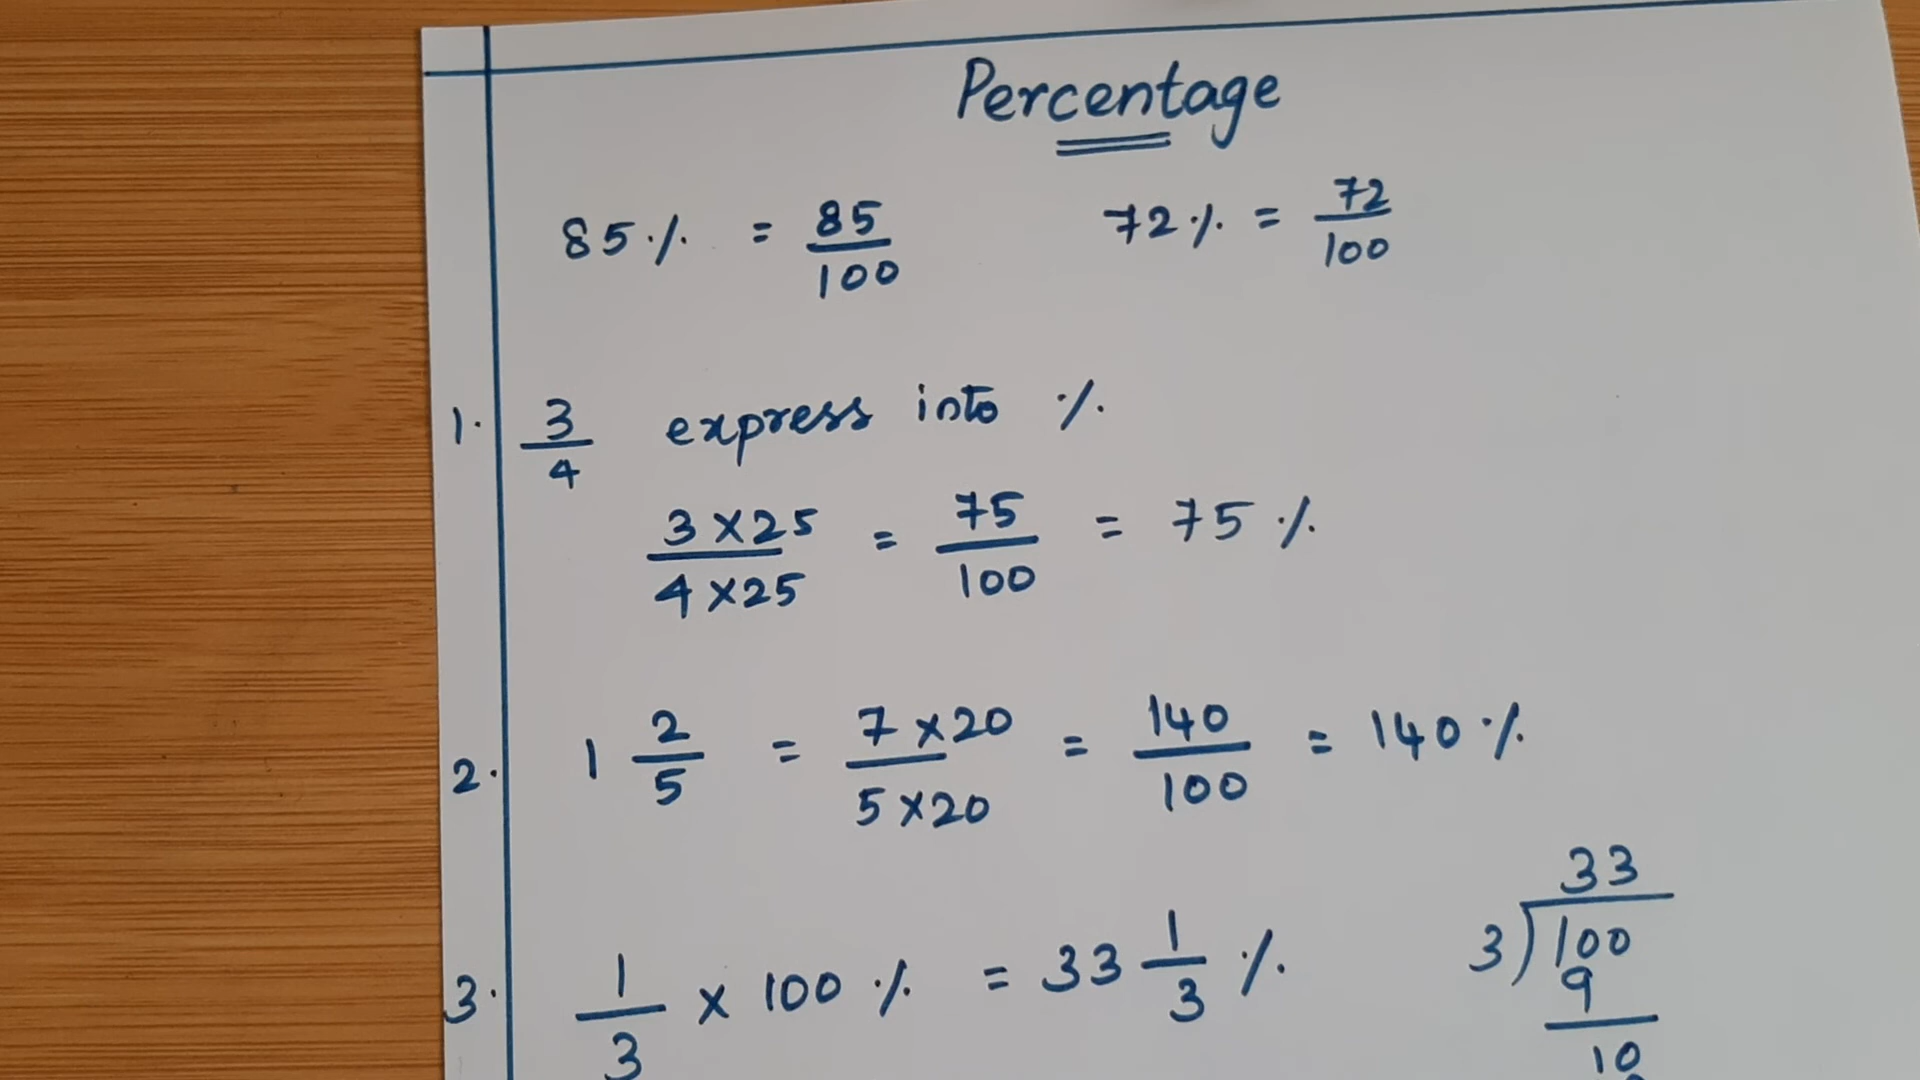 Percentage
85% = 85/100 72% = 72/100
1. 3/4 express into %
3×25/4×25 = 75/100 = 75%
2. 1 2/5 = 7×20/5×20 = 140/100 = 140%
3. 1/3 × 100% = 33 1/3 %
33
3)100
9
10